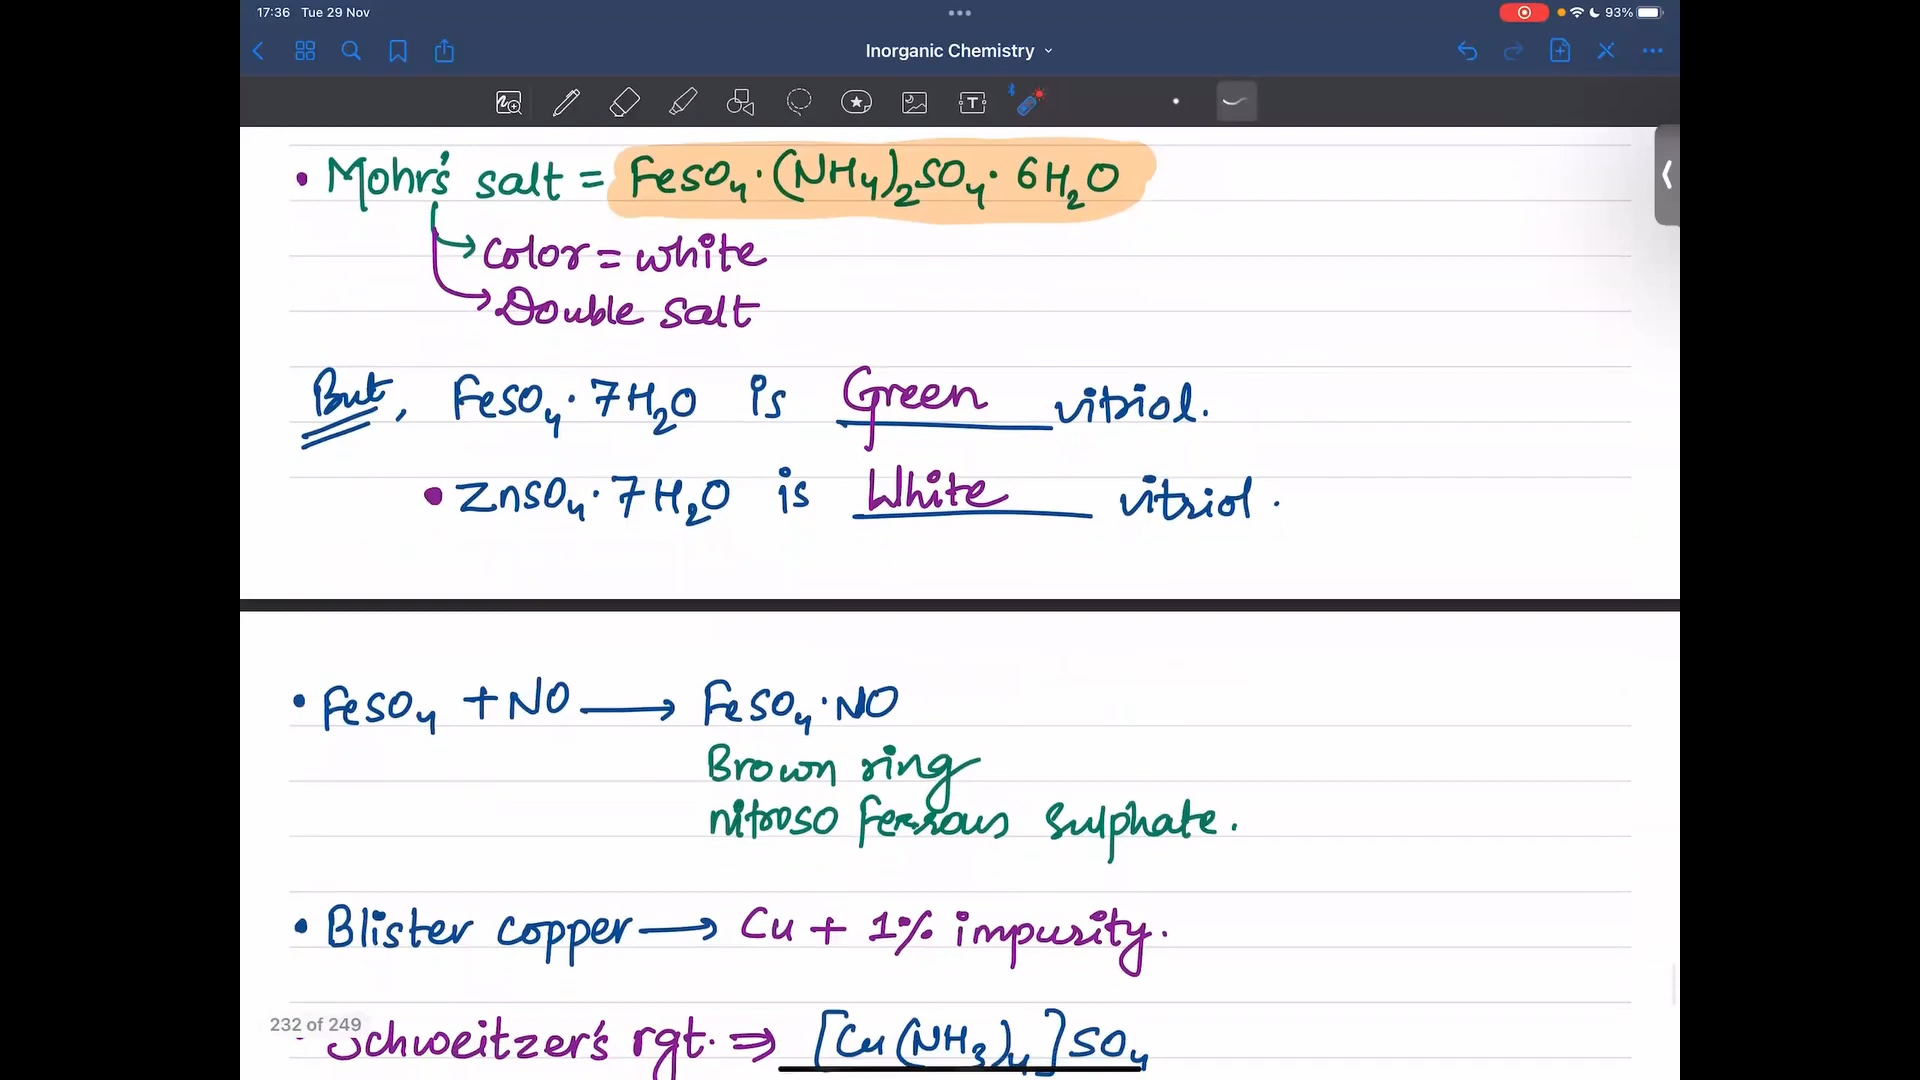 17:36 Tue 29 Nov
93%
Inorganic Chemistry
T
• Mohr's salt = FeSO₄·(NH₄)₂SO₄·6H₂O
→ Color = white
→ Double salt
But, FeSO₄·7H₂O is Green vitriol.
• ZnSO₄·7H₂O is White vitriol.
• FeSO₄ + NO → FeSO₄·NO
Brown ring
nitroso ferrous sulphate.
• Blister copper → Cu + 1% impurity.
232 of 249
• Schweitzer's rgt. ⇒ [Cu(NH₃)₄]SO₄